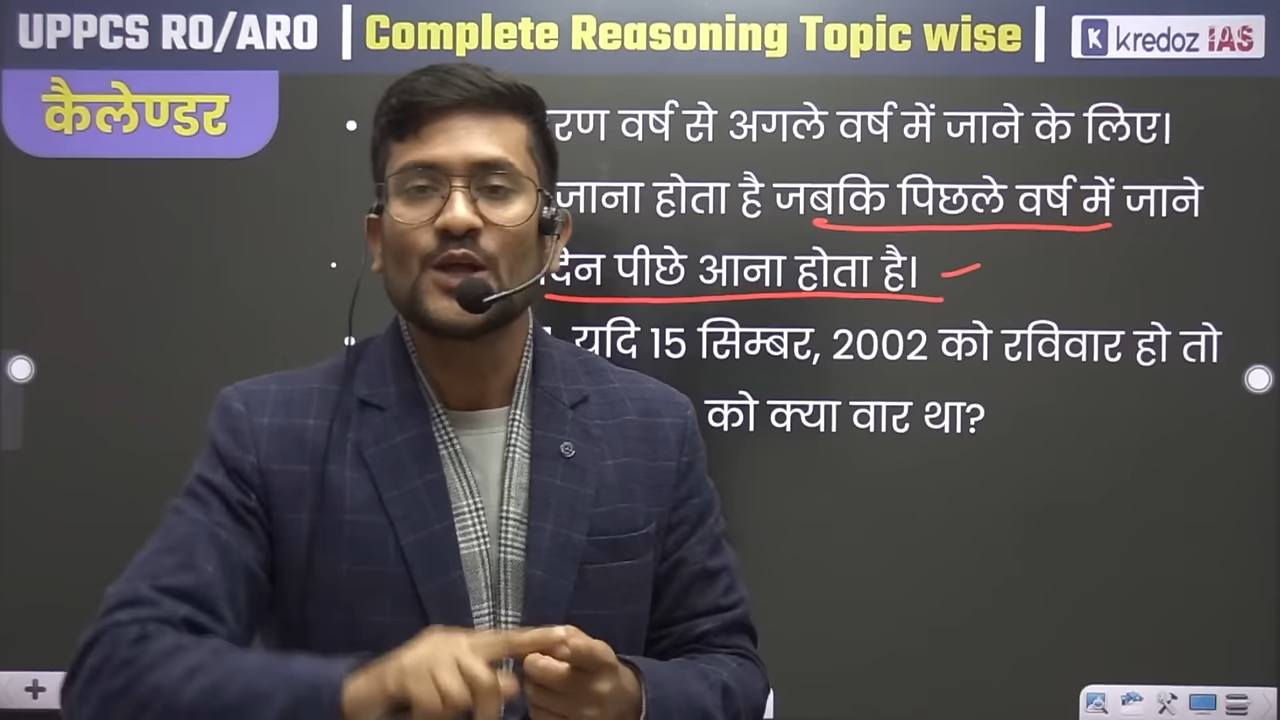 UPPCS RO/ARO | Complete Reasoning Topic wise |
K kredoz IAS
कैलेण्डर
वर्ष से अगले वर्ष में जाने के लिए।
जाना होता है जबकि पिछले वर्ष में जाने
पीछे आना होता है।
यदि 15 सिम्बर, 2002 को रविवार हो तो
को क्या वार था?